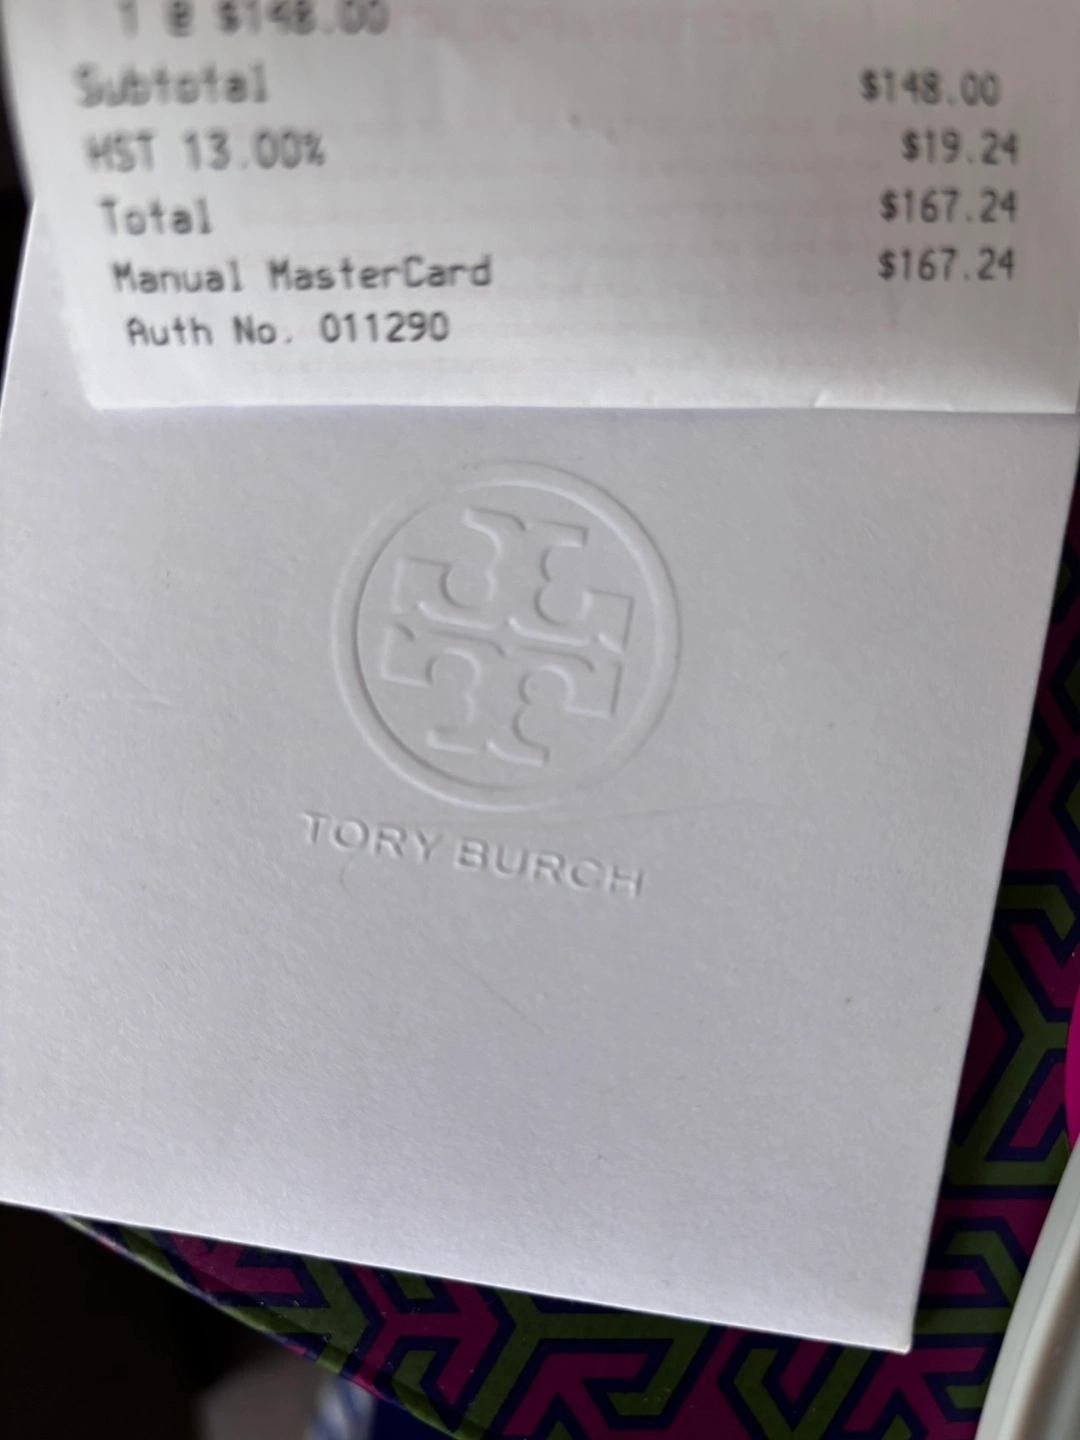 1 @ $148.00
Subtotal $148.00
HST 13.00% $19.24
Total $167.24
Manual MasterCard $167.24
Auth No. 011290
TORY BURCH